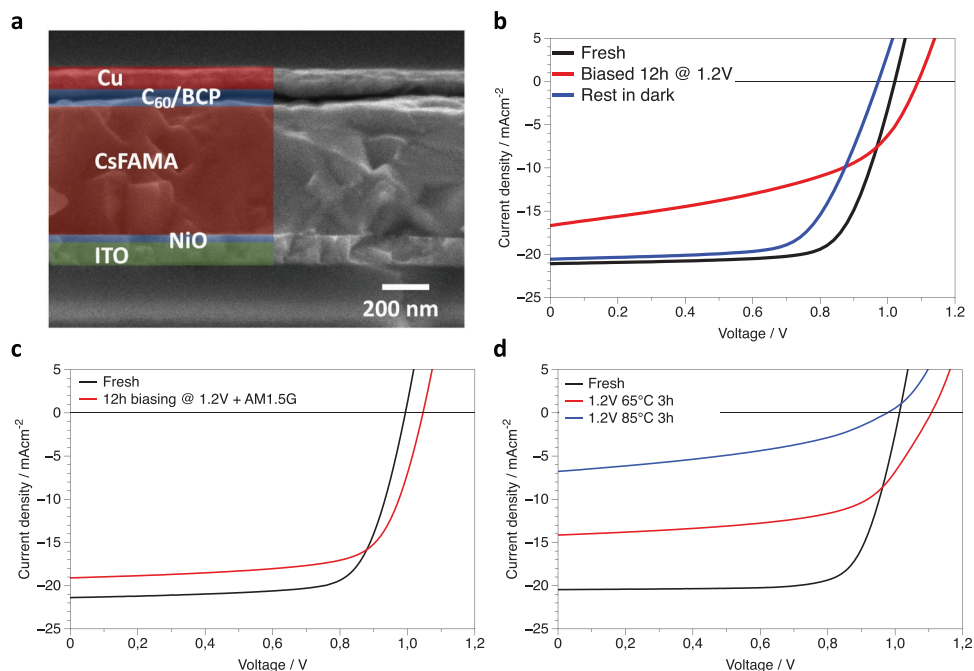 a
Cu
C₆₀/BCP
CsFAMA
NiO
ITO
200 nm
b
Fresh
Biased 12h @ 1.2V
Rest in dark
5
0
−5
−10
−15
−20
−25
Current density / mAcm⁻²
0 0.2 0.4 0.6 0.8 1.0 1.2
Voltage / V
c
Fresh
12h biasing @ 1.2V + AM1.5G
5
0
−5
−10
−15
−20
−25
Current density / mAcm⁻²
0 0,2 0,4 0,6 0,8 1,0 1,2
Voltage / V
d
Fresh
1.2V 65°C 3h
1.2V 85°C 3h
5
0
−5
−10
−15
−20
−25
Current density / mAcm⁻²
0 0,2 0,4 0,6 0,8 1,0 1,2
Voltage / V